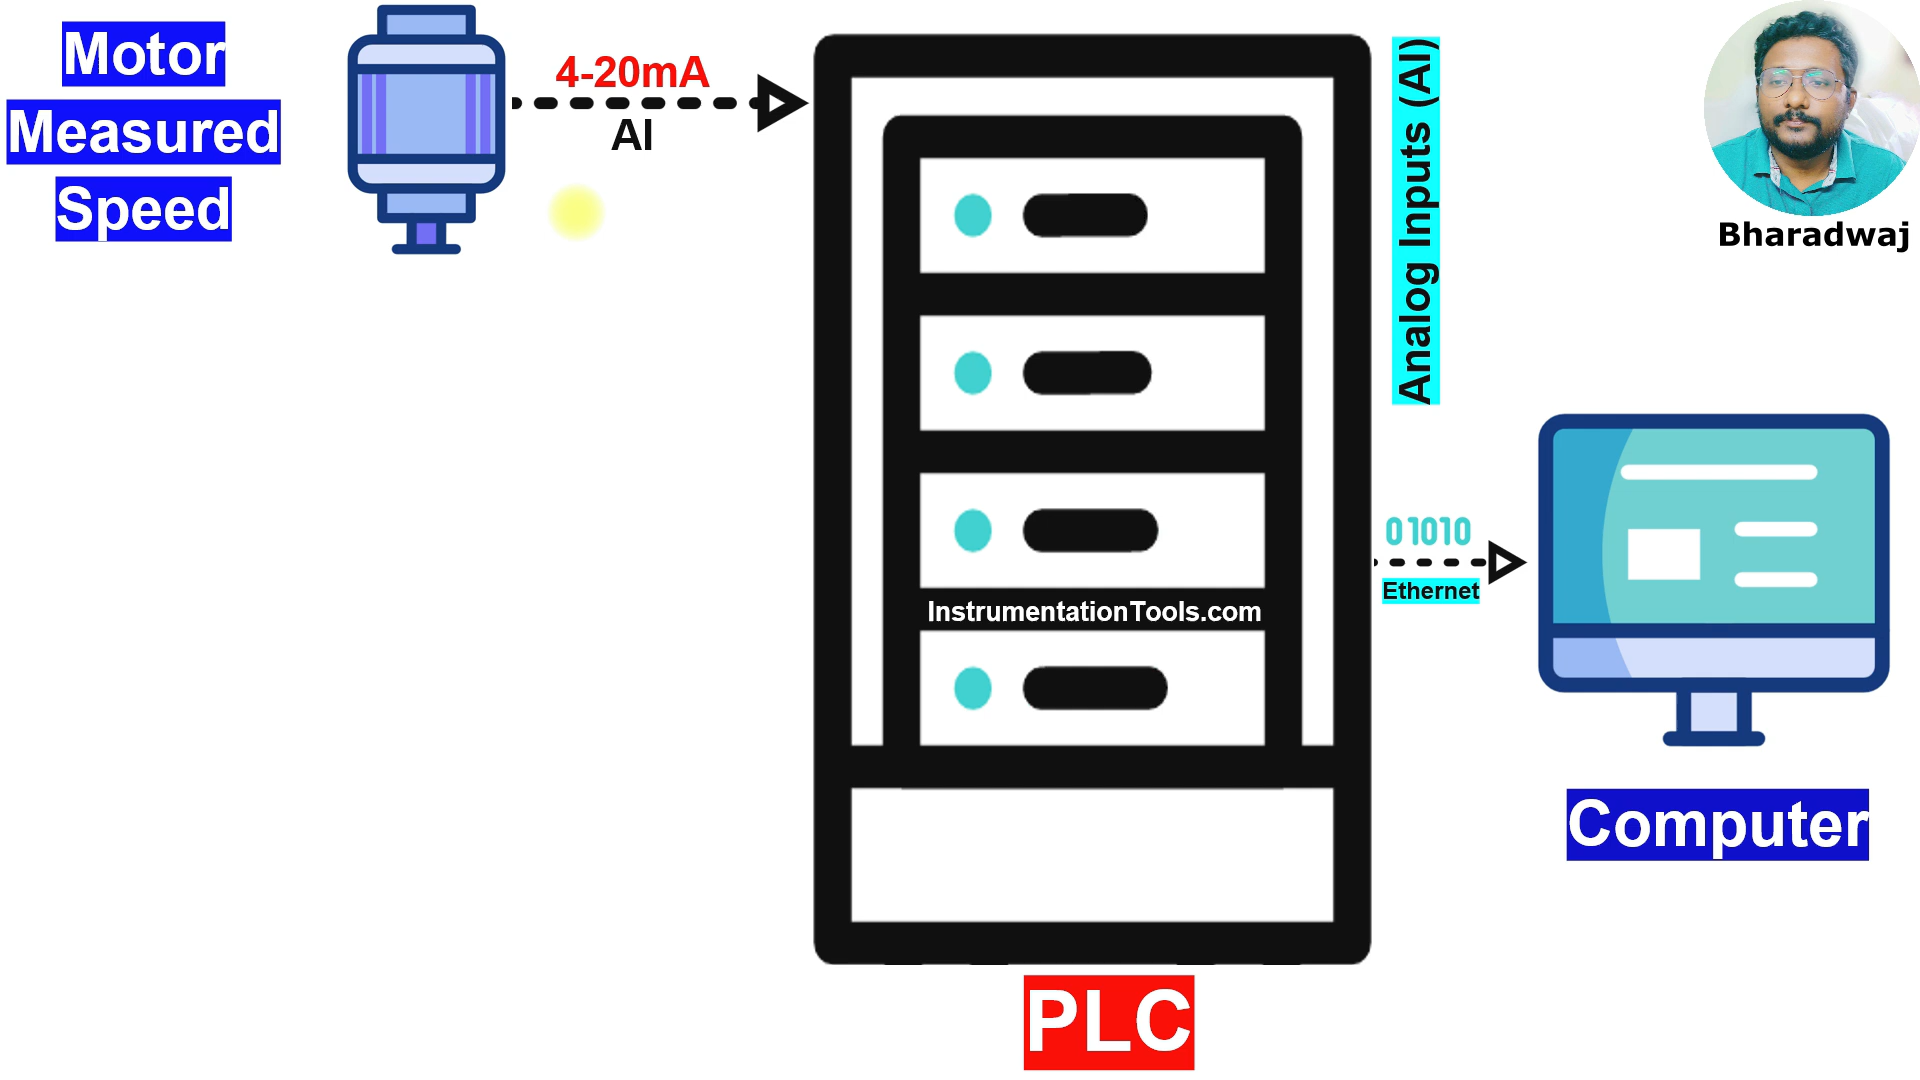 Motor
Measured
Speed
4-20mA
AI
Analog Inputs (AI)
Bharadwaj
01010
Ethernet
InstrumentationTools.com
Computer
PLC